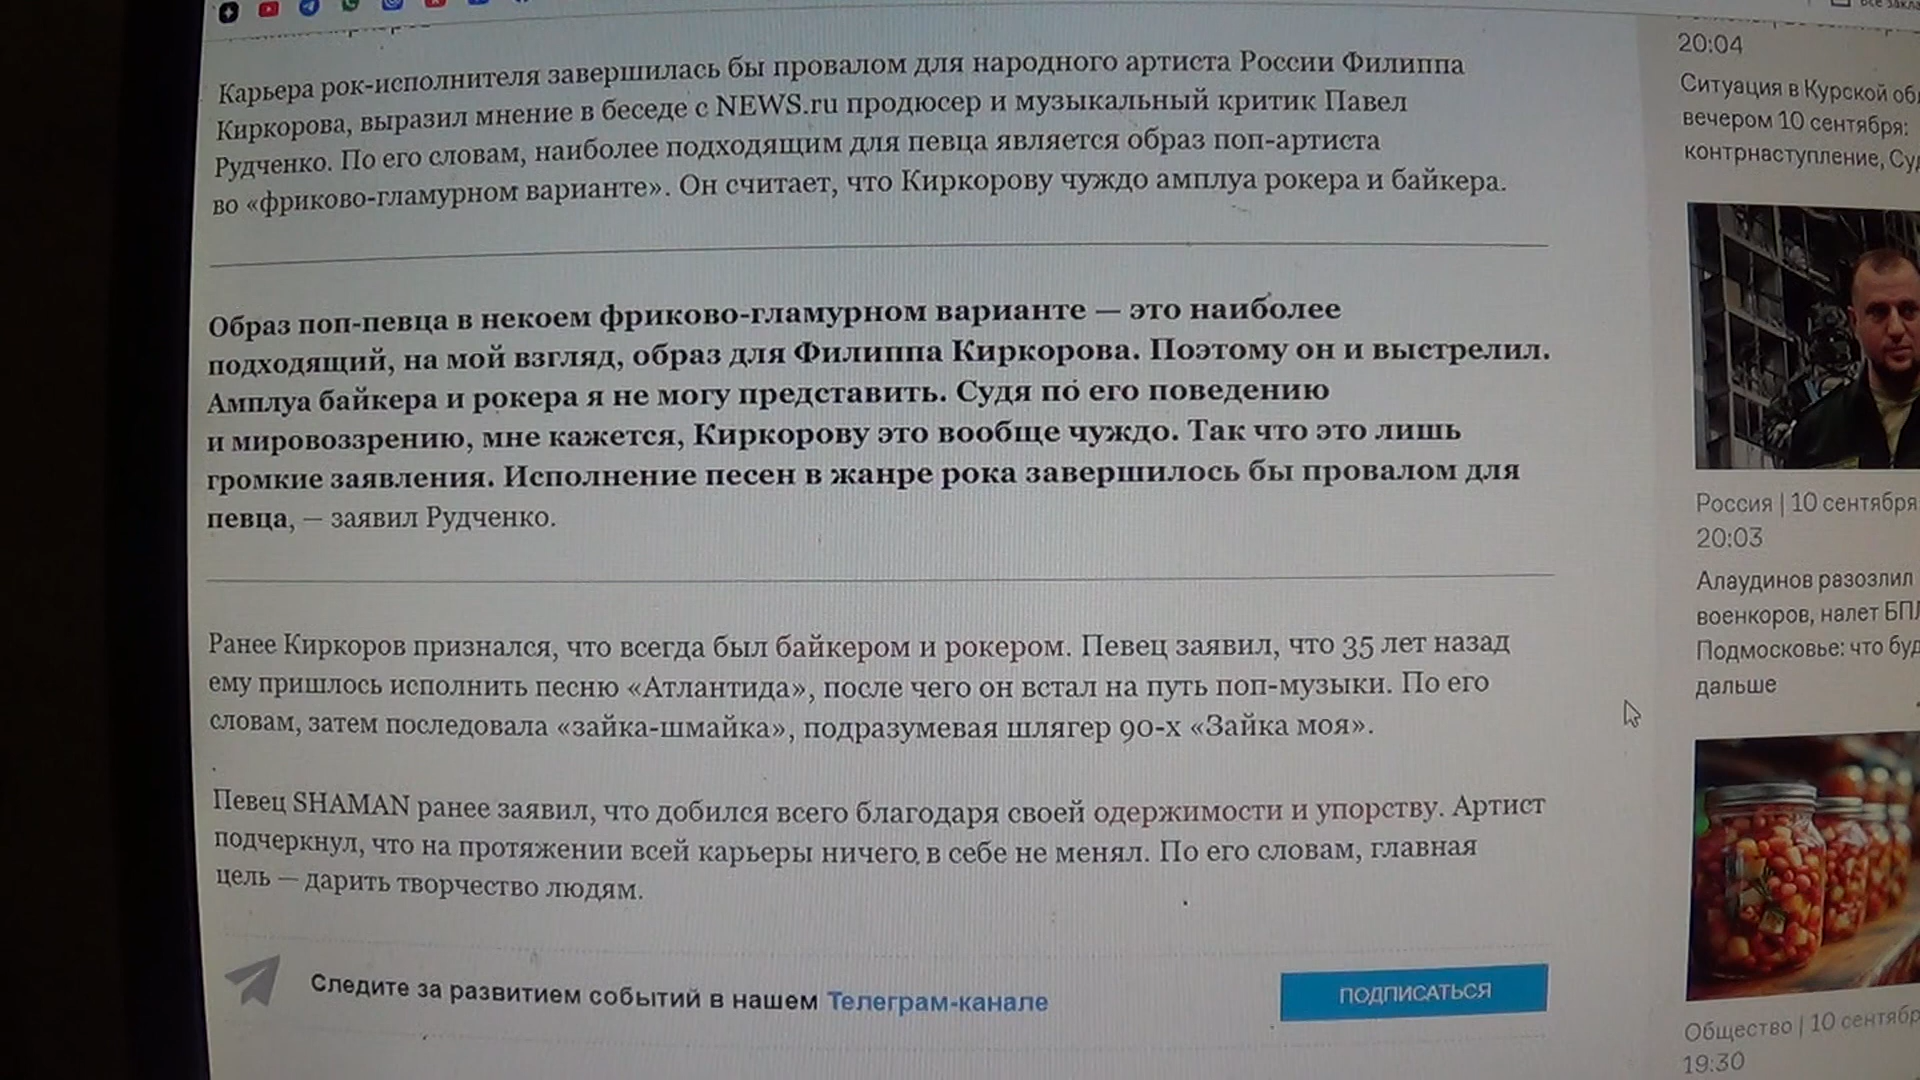 Карьера рок-исполнителя завершилась бы провалом для народного артиста России Филиппа
Киркорова, выразил мнение в беседе с NEWS.ru продюсер и музыкальный критик Павел
Рудченко. По его словам, наиболее подходящим для певца является образ поп-артиста
во «фриково-гламурном варианте». Он считает, что Киркорову чуждо амплуа рокера и байкера.
Образ поп-певца в некоем фриково-гламурном варианте — это наиболее
подходящий, на мой взгляд, образ для Филиппа Киркорова. Поэтому он и выстрелил.
Амплуа байкера и рокера я не могу представить. Судя по его поведению
и мировоззрению, мне кажется, Киркорову это вообще чуждо. Так что это лишь
громкие заявления. Исполнение песен в жанре рока завершилось бы провалом для
певца, — заявил Рудченко.
Ранее Киркоров признался, что всегда был байкером и рокером. Певец заявил, что 35 лет назад
ему пришлось исполнить песню «Атлантида», после чего он встал на путь поп-музыки. По его
словам, затем последовала «зайка-шмайка», подразумевая шлягер 90-х «Зайка моя».
Певец SHAMAN ранее заявил, что добился всего благодаря своей одержимости и упорству. Артист
подчеркнул, что на протяжении всей карьеры ничего в себе не менял. По его словам, главная
цель — дарить творчество людям.
Следите за развитием событий в нашем Телеграм-канале
ПОДПИСАТЬСЯ
20:04
Ситуация в Курской
вечером 10 сентября:
контрнаступление,
Россия | 10 сентября
20:03
Алаудинов разозлил
военкоров, налет
Подмосковье: что
дальше
Общество | 10
19:30